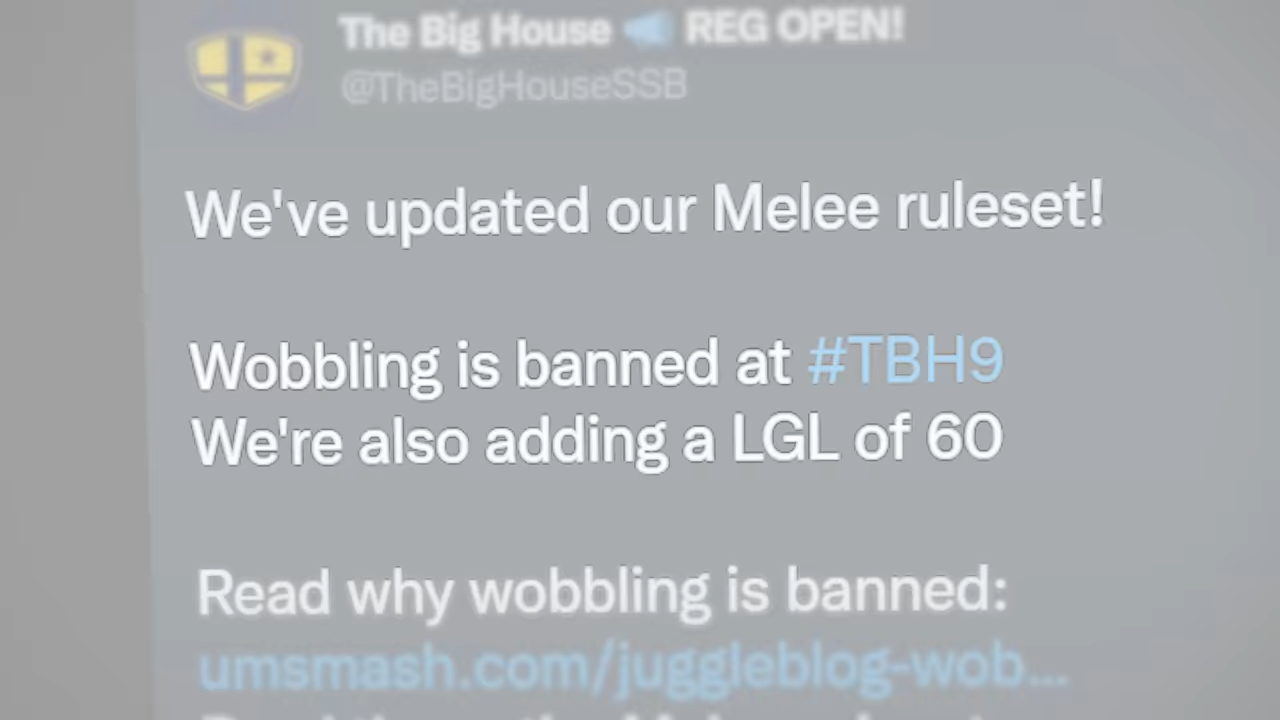 The Big House 📢 REG OPEN!
@TheBigHouseSSB
We've updated our Melee ruleset!
Wobbling is banned at #TBH9
We're also adding a LGL of 60
Read why wobbling is banned:
umsmash.com/juggleblog-wob...